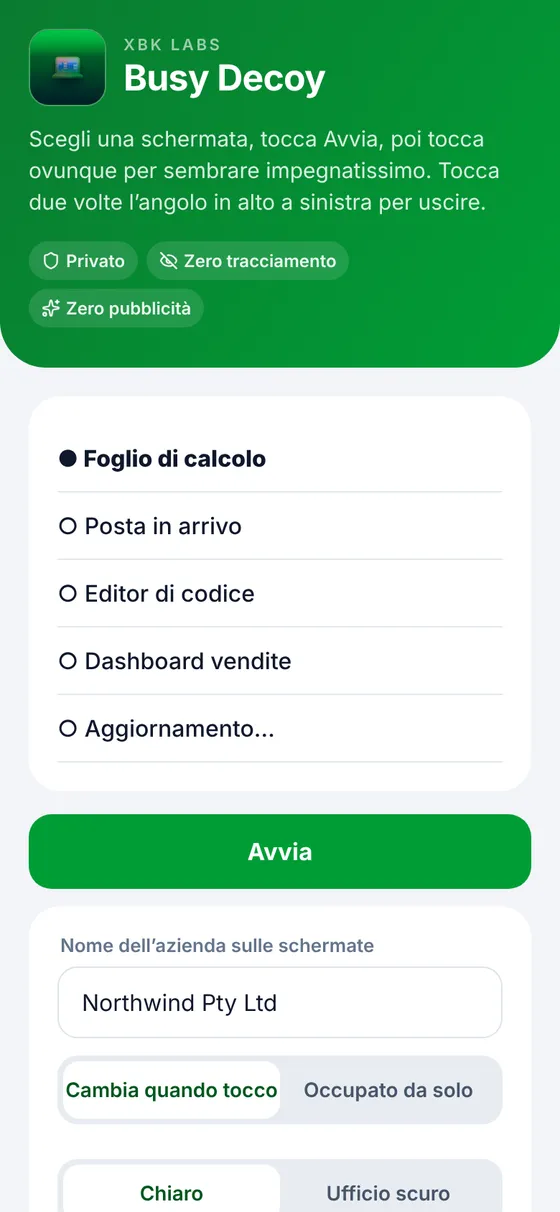 XBK LABS
Busy Decoy
Scegli una schermata, tocca Avvia, poi tocca
ovunque per sembrare impegnatissimo. Tocca
due volte l’angolo in alto a sinistra per uscire.
Privato
Zero tracciamento
Zero pubblicità
Foglio di calcolo
Posta in arrivo
Editor di codice
Dashboard vendite
Aggiornamento…
Avvia
Nome dell’azienda sulle schermate
Northwind Pty Ltd
Cambia quando tocco
Occupato da solo
Chiaro
Ufficio scuro